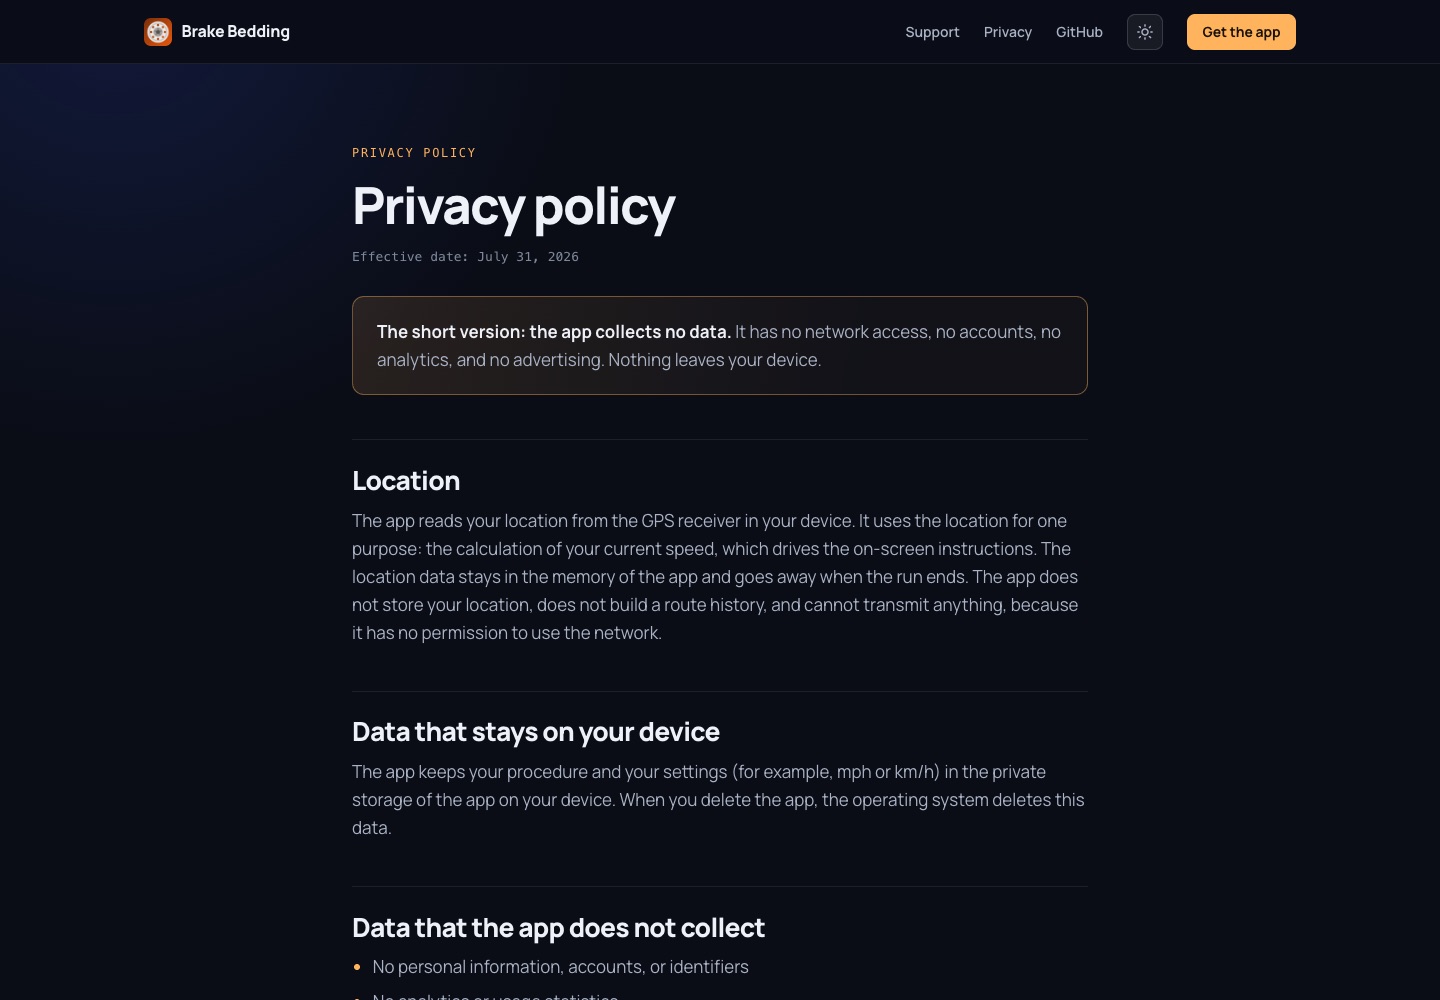 Brake Bedding
Support
Privacy
GitHub
Get the app
PRIVACY POLICY
Privacy policy
Effective date: July 31, 2026
The short version: the app collects no data. It has no network access, no accounts, no
analytics, and no advertising. Nothing leaves your device.
Location
The app reads your location from the GPS receiver in your device. It uses the location for one
purpose: the calculation of your current speed, which drives the on-screen instructions. The
location data stays in the memory of the app and goes away when the run ends. The app does
not store your location, does not build a route history, and cannot transmit anything, because
it has no permission to use the network.
Data that stays on your device
The app keeps your procedure and your settings (for example, mph or km/h) in the private
storage of the app on your device. When you delete the app, the operating system deletes this
data.
Data that the app does not collect
No personal information, accounts, or identifiers
No analytics or usage statistics